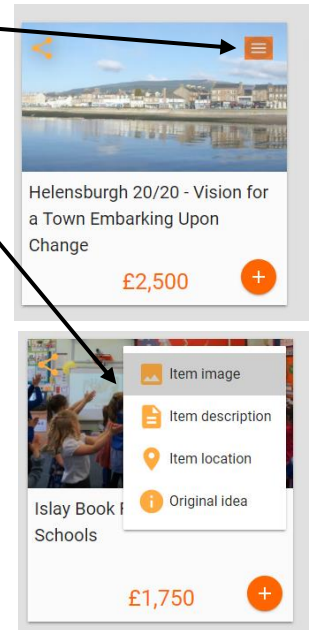 Helensburgh 20/20 - Vision for
a Town Embarking Upon
Change
£2,500
Item image
Item description
Item location
Original idea
Islay Book
Schools
£1,750